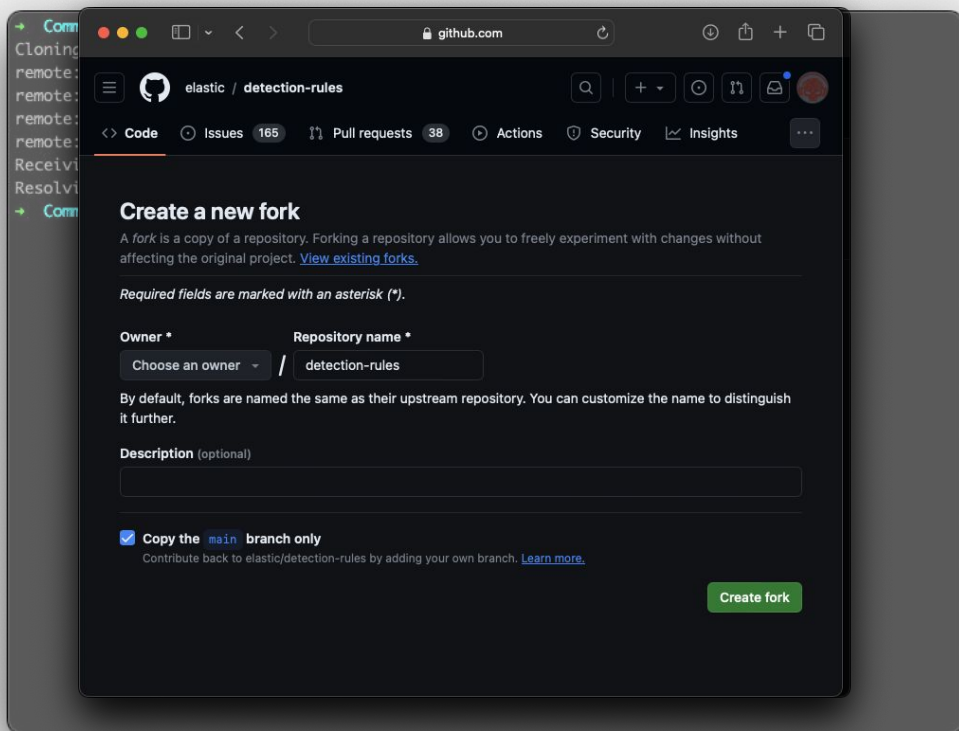 → Comm
Cloning
remote:
remote:
remote:
remote:
Receivi
Resolvi
→ Comm
github.com
elastic / detection-rules
Code Issues 165 Pull requests 38 Actions Security Insights
Create a new fork
A fork is a copy of a repository. Forking a repository allows you to freely experiment with changes without
affecting the original project. View existing forks.
Required fields are marked with an asterisk (*).
Owner * Repository name *
Choose an owner / detection-rules
By default, forks are named the same as their upstream repository. You can customize the name to distinguish
it further.
Description (optional)
Copy the main branch only
Contribute back to elastic/detection-rules by adding your own branch. Learn more.
Create fork